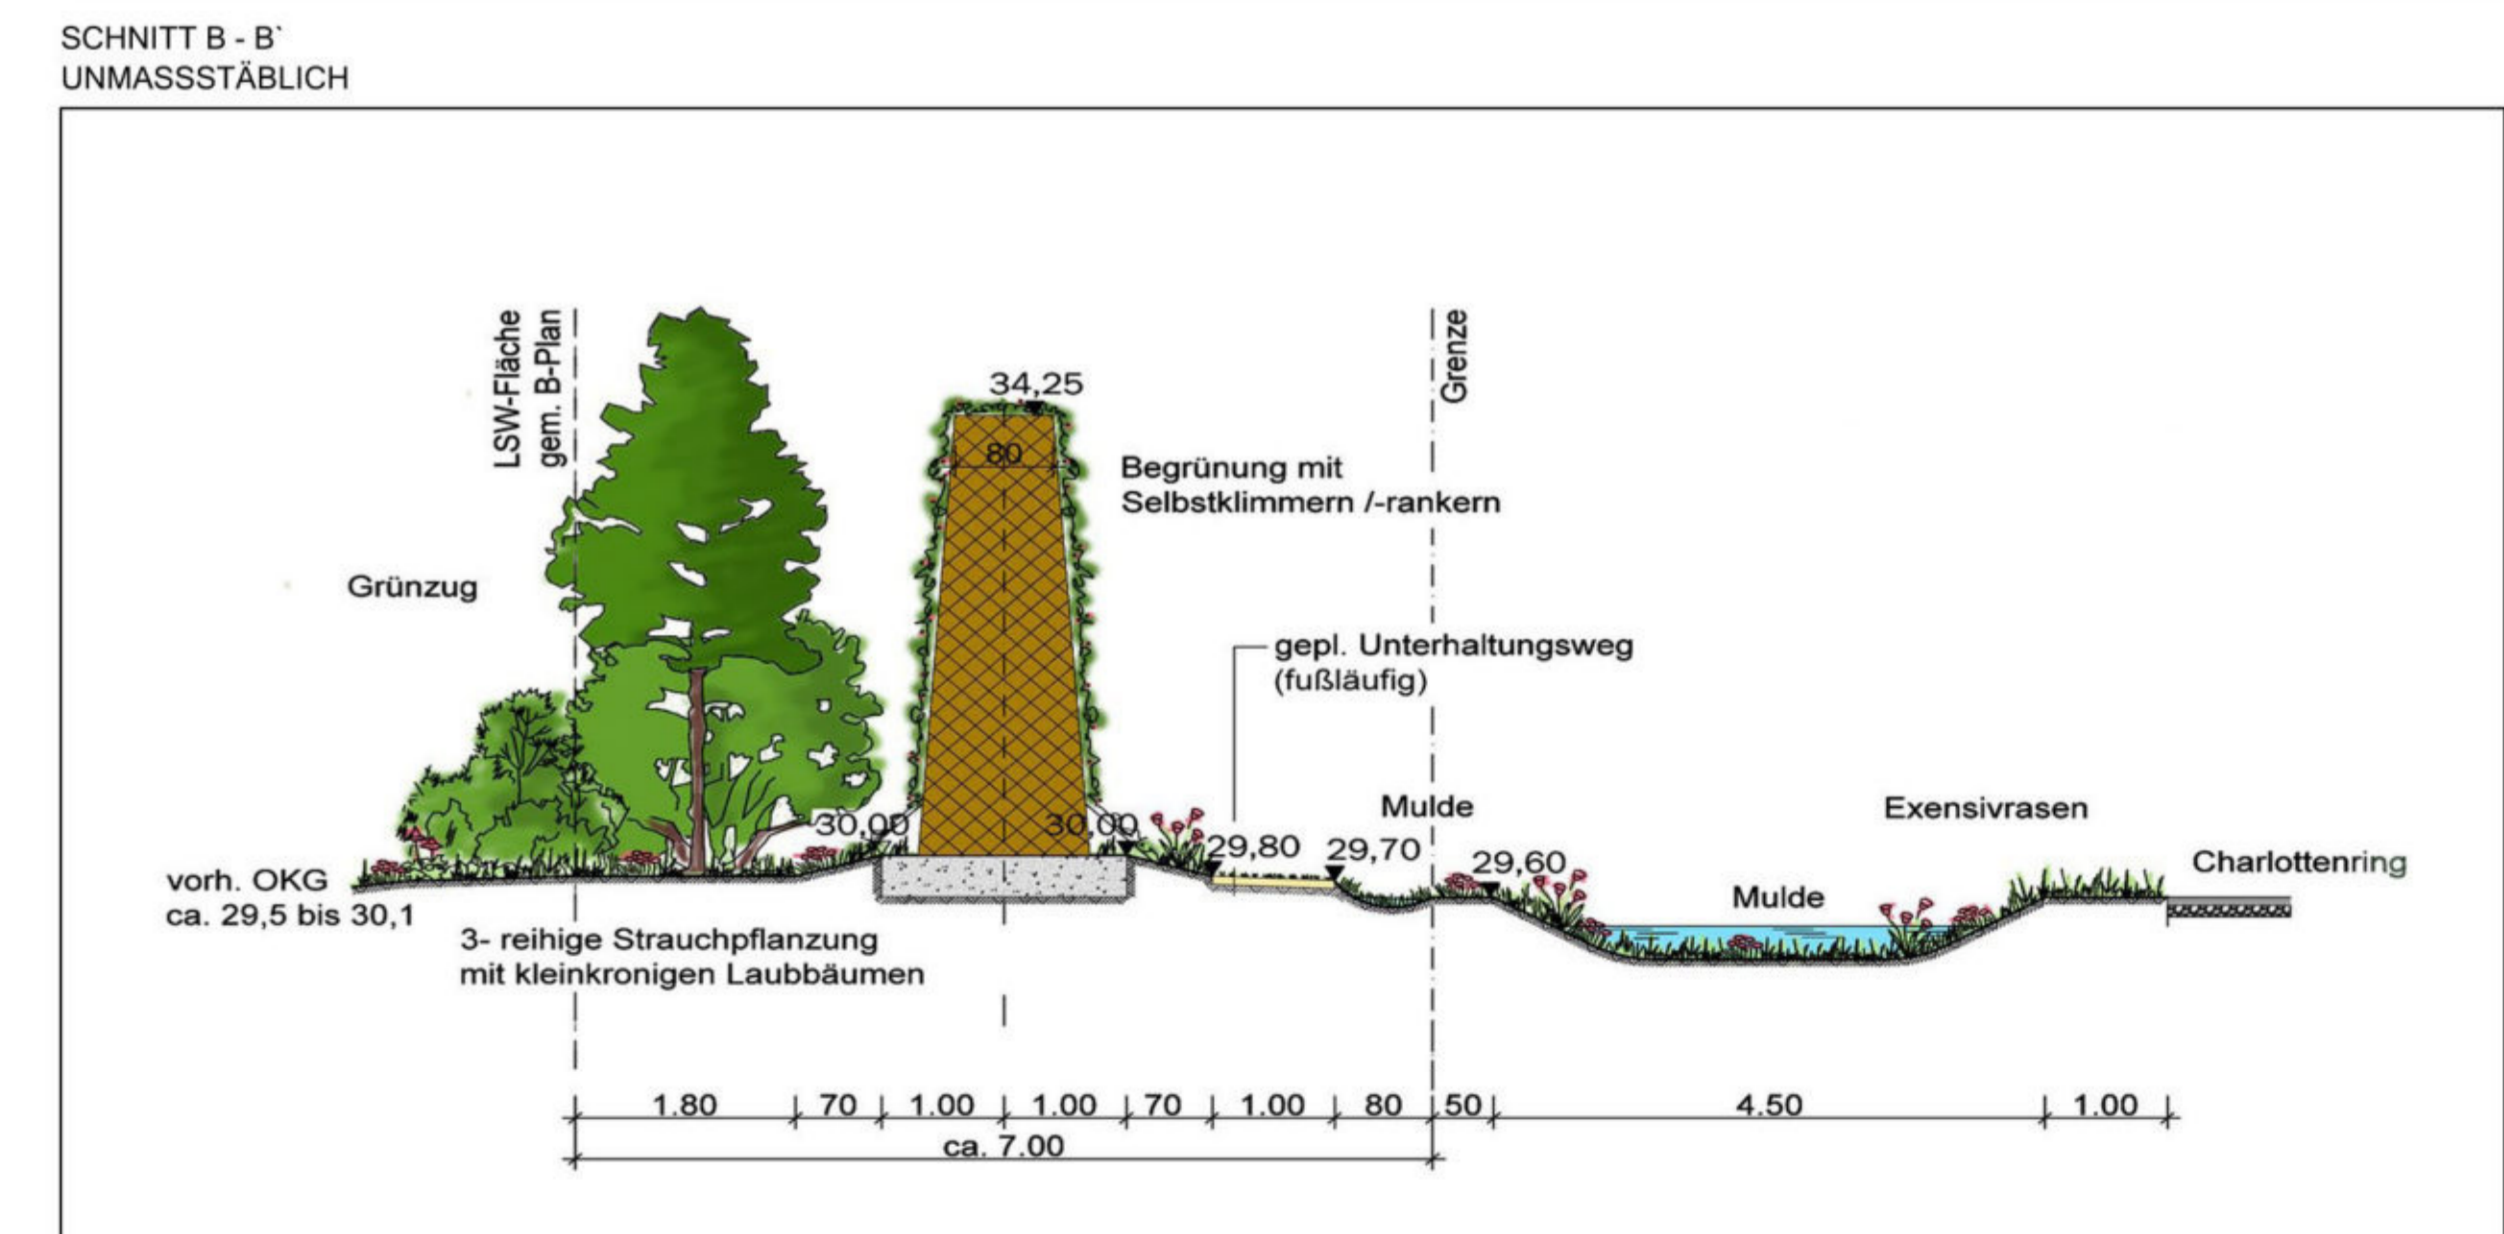 SCHNITT B - B`
UNMASSSTÄBLICH
LSW-Fläche
gem. B-Plan
Grenze
34,25
80
Begrünung mit
Selbstklimmern /-rankern
Grünzug
gepl. Unterhaltungsweg
(fußläufig)
Mulde
Exensivrasen
30,00
30,00
29,80
29,70
29,60
Charlottenring
vorh. OKG
ca. 29,5 bis 30,1
Mulde
3- reihige Strauchpflanzung
mit kleinkronigen Laubbäumen
1.80 70 1.00 1.00 70 1.00 80 50 4.50 1.00
ca. 7.00